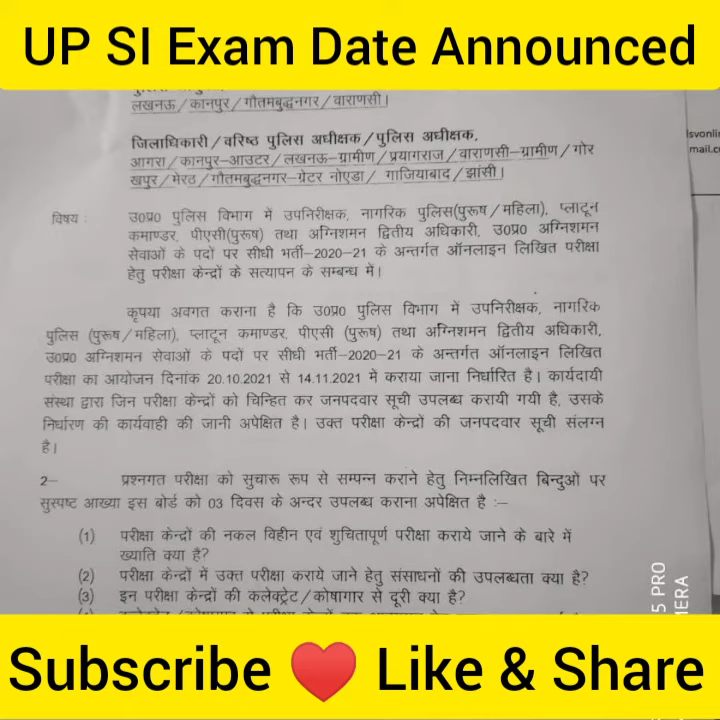 UP SI Exam Date Announced
लखनऊ/कानपुर/गौतमबुद्धनगर/वाराणसी।
जिलाधिकारी/वरिष्ठ पुलिस अधीक्षक/पुलिस अधीक्षक,
आगरा/कानपुर–आउटर/लखनऊ–ग्रामीण/प्रयागराज/वाराणसी–ग्रामीण/गोर
खपुर/मेरठ/गौतमबुद्धनगर–ग्रेटर नोएडा/ गाजियाबाद/झांसी।
विषय : उ0प्र0 पुलिस विभाग में उपनिरीक्षक, नागरिक पुलिस(पुरूष/महिला), प्लाटून
कमाण्डर, पीएसी(पुरूष) तथा अग्निशमन द्वितीय अधिकारी, उ0प्र0 अग्निशमन
सेवाओं के पदों पर सीधी भर्ती–2020–21 के अन्तर्गत ऑनलाइन लिखित परीक्षा
हेतु परीक्षा केन्द्रों के सत्यापन के सम्बन्ध में।
कृपया अवगत कराना है कि उ0प्र0 पुलिस विभाग में उपनिरीक्षक, नागरिक
पुलिस (पुरूष/महिला), प्लाटून कमाण्डर, पीएसी (पुरूष) तथा अग्निशमन द्वितीय अधिकारी,
उ0प्र0 अग्निशमन सेवाओं के पदों पर सीधी भर्ती–2020–21 के अन्तर्गत ऑनलाइन लिखित
परीक्षा का आयोजन दिनांक 20.10.2021 से 14.11.2021 मे कराया जाना निर्धारित है। कार्यदायी
संस्था द्वारा जिन परीक्षा केन्द्रों को चिन्हित कर जनपदवार सूची उपलब्ध करायी गयी है, उसके
निर्धारण की कार्यवाही की जानी अपेक्षित है। उक्त परीक्षा केन्द्रों की जनपदवार सूची संलग्न
है।
2– प्रश्नगत परीक्षा को सुचारू रूप से सम्पन्न कराने हेतु निम्नलिखित बिन्दुओं पर
सुस्पष्ट आख्या इस बोर्ड को 03 दिवस के अन्दर उपलब्ध कराना अपेक्षित है :–
(1) परीक्षा केन्द्रों की नकल विहीन एवं शुचितापूर्ण परीक्षा कराये जाने के बारे में
ख्याति क्या है?
(2) परीक्षा केन्द्रों में उक्त परीक्षा कराये जाने हेतु संसाधनों की उपलब्धता क्या है?
(3) इन परीक्षा केन्द्रों की कलेक्ट्रेट/कोषागार से दूरी क्या है?
5 PRO
Subscribe ❤️ Like & Share